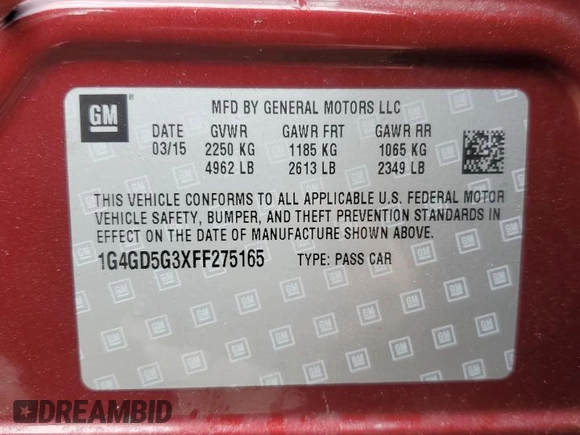 GM
®
MFD BY GENERAL MOTORS LLC
DATE GVWR GAWR FRT GAWR RR
03/15 2250 KG 1185 KG 1065 KG
4962 LB 2613 LB 2349 LB
THIS VEHICLE CONFORMS TO ALL APPLICABLE U.S. FEDERAL MOTOR
VEHICLE SAFETY, BUMPER, AND THEFT PREVENTION STANDARDS IN
EFFECT ON THE DATE OF MANUFACTURE SHOWN ABOVE.
1G4GD5G3XFF275165 TYPE: PASS CAR
DREAMBID